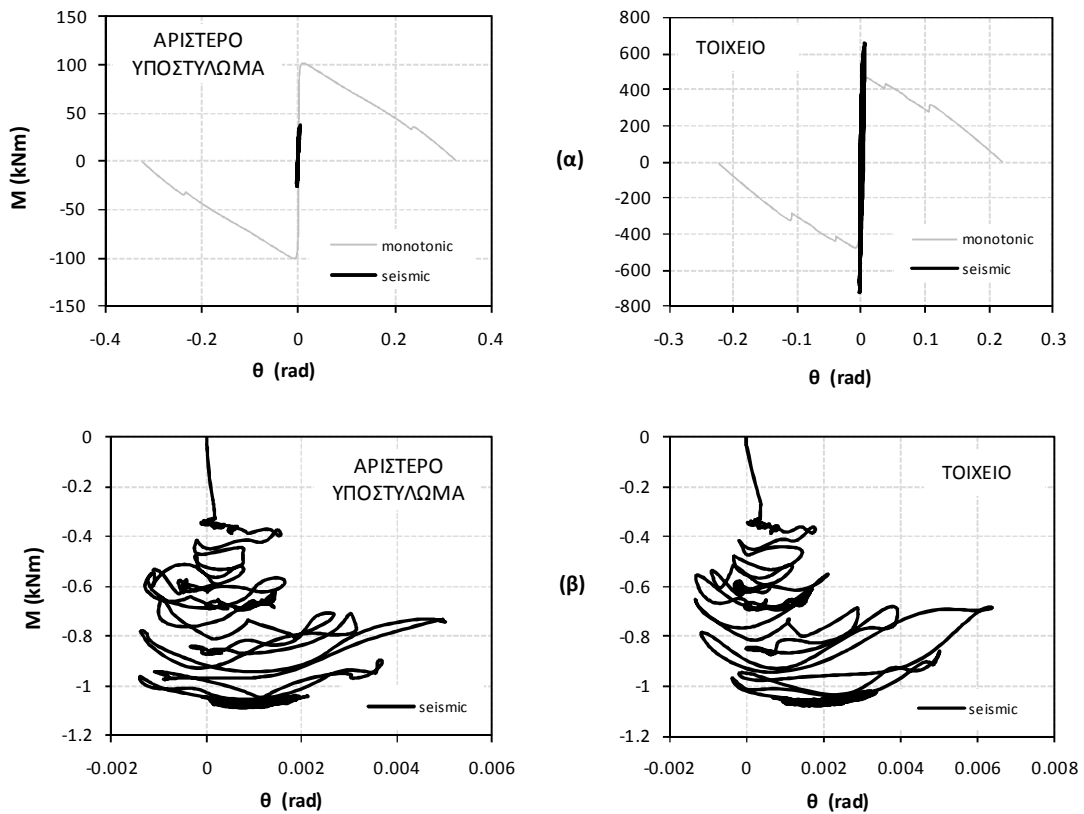 150
100
50
0
-50
-100
-150
M (kNm)
ΑΡΙΣΤΕΡΟ
ΥΠΟΣΤΥΛΩΜΑ
monotonic
seismic
-0.4
-0.2
0
0.2
0.4
θ (rad)
(α)
800
600
400
200
0
-200
-400
-600
-800
ΤΟΙΧΕΙΟ
monotonic
seismic
-0.3
-0.2
-0.1
0
0.1
0.2
0.3
θ (rad)
0
-0.2
-0.4
-0.6
-0.8
-1
-1.2
M (kNm)
ΑΡΙΣΤΕΡΟ
ΥΠΟΣΤΥΛΩΜΑ
seismic
-0.002
0
0.002
0.004
0.006
θ (rad)
(β)
0
-0.2
-0.4
-0.6
-0.8
-1
-1.2
ΤΟΙΧΕΙΟ
seismic
-0.002
0
0.002
0.004
0.006
0.008
θ (rad)